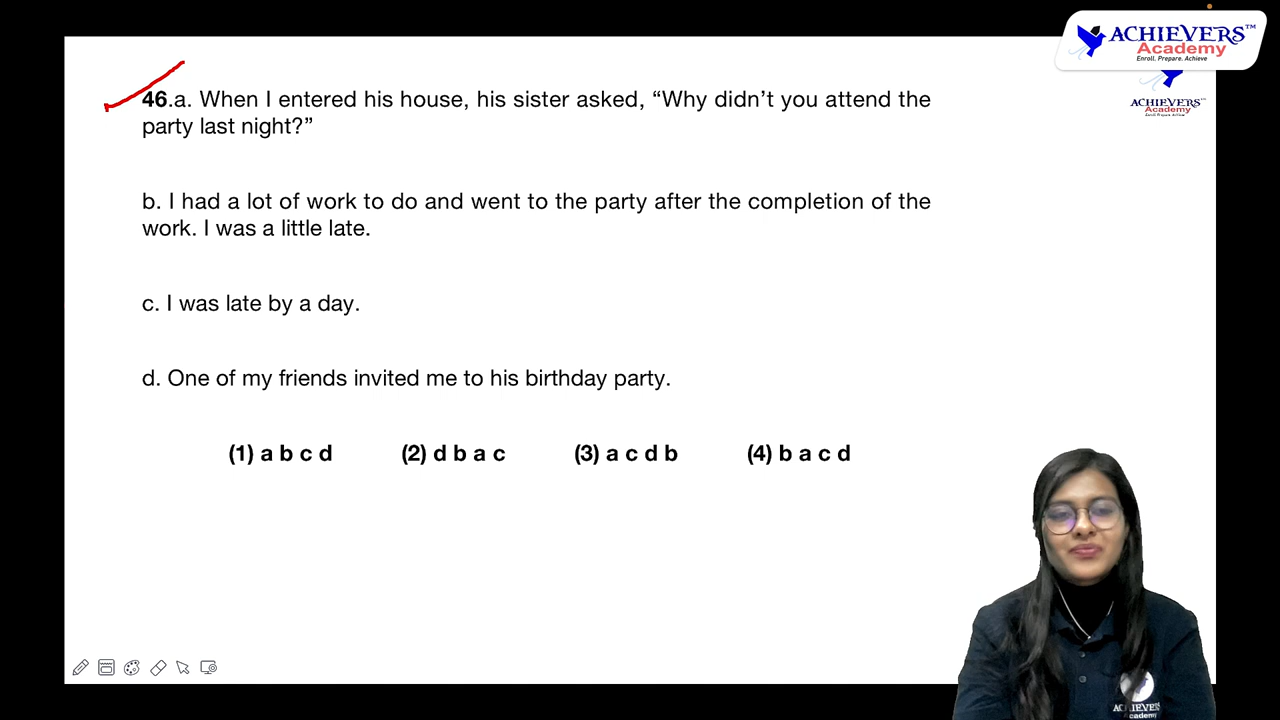 ACHIEVERS™
Academy
Enroll. Prepare. Achieve
ACHIEVERS
Academy
46.a. When I entered his house, his sister asked, “Why didn’t you attend the
party last night?”
b. I had a lot of work to do and went to the party after the completion of the
work. I was a little late.
c. I was late by a day.
d. One of my friends invited me to his birthday party.
(1) a b c d (2) d b a c (3) a c d b (4) b a c d
ACHIEVERS
Academy